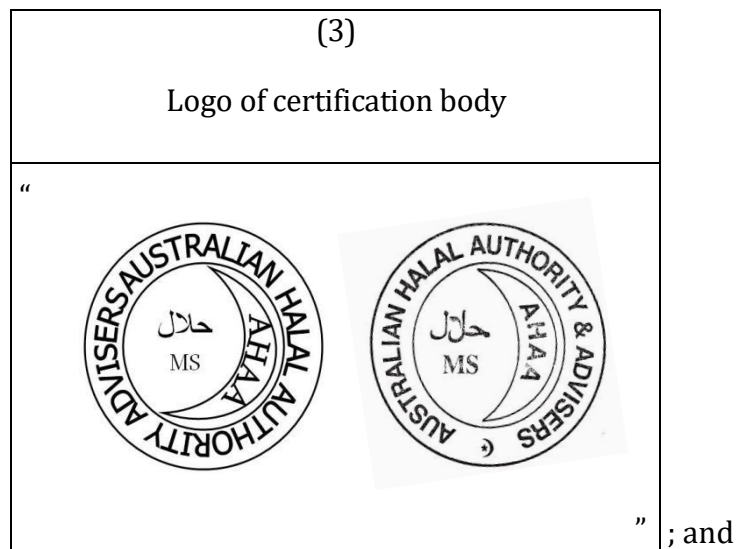 (3)
Logo of certification body
“
AUSTRALIAN HALAL AUTHORITY ADVISERS
حلال
MS
AHAA
AUSTRALIAN HALAL AUTHORITY & ADVISERS
حلال
MS
AHAA
” ; and